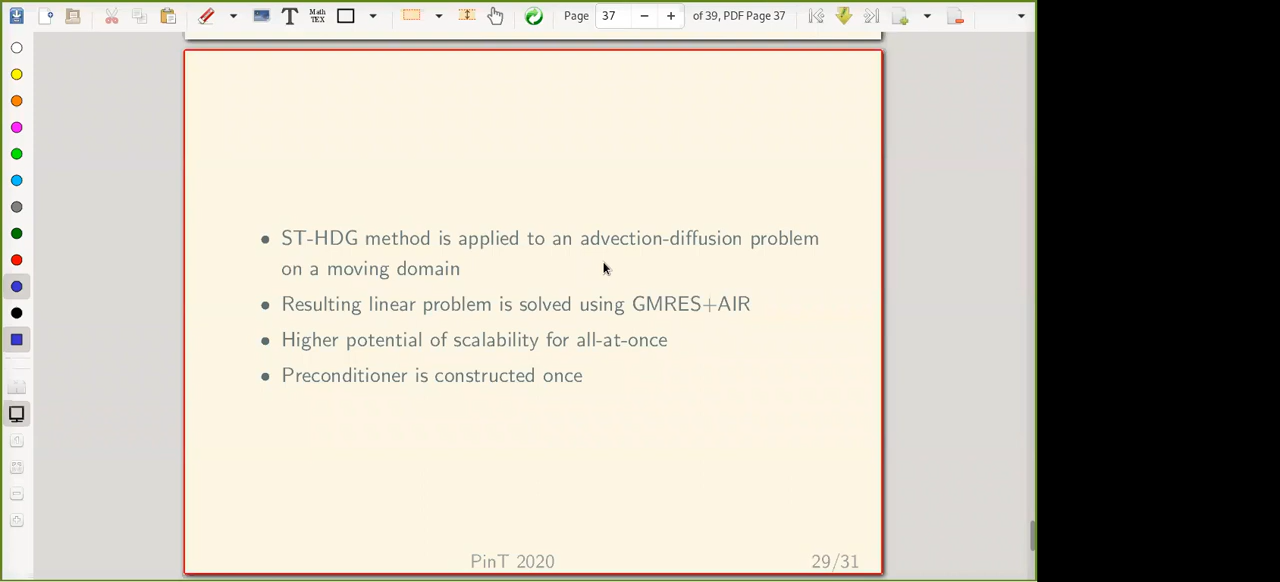 Math
TEX
Page 37 of 39, PDF Page 37
• ST-HDG method is applied to an advection-diffusion problem
on a moving domain
• Resulting linear problem is solved using GMRES+AIR
• Higher potential of scalability for all-at-once
• Preconditioner is constructed once
PinT 2020 29/31